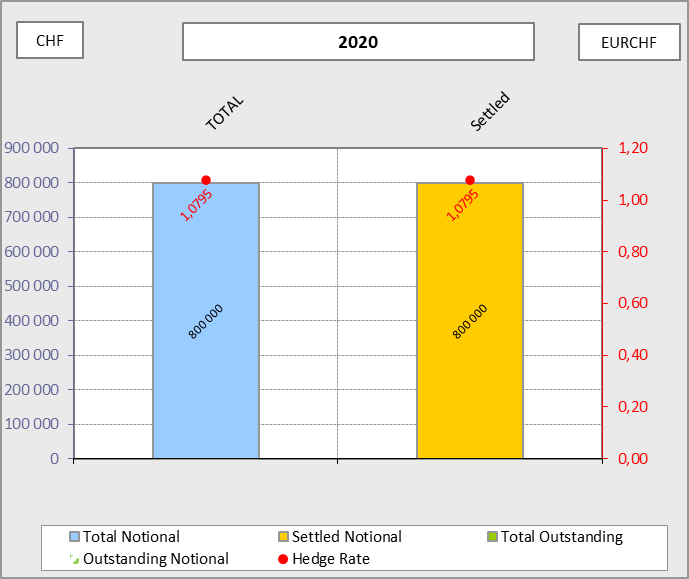 CHF 2020 EURCHF
TOTAL Settled
900 000 1,20
800 000
1,0795 1,0795
700 000 1,00
600 000 0,80
500 000
400 000 0,60
800 000 800 000
300 000 0,40
200 000
100 000 0,20
0 0,00
Total Notional Settled Notional Total Outstanding
Outstanding Notional Hedge Rate